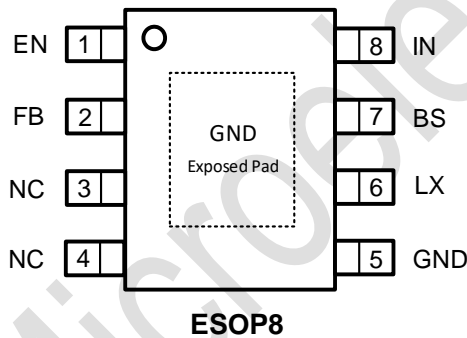 EN 1 8 IN
FB 2 7 BS
GND
Exposed Pad
NC 3 6 LX
NC 4 5 GND
ESOP8